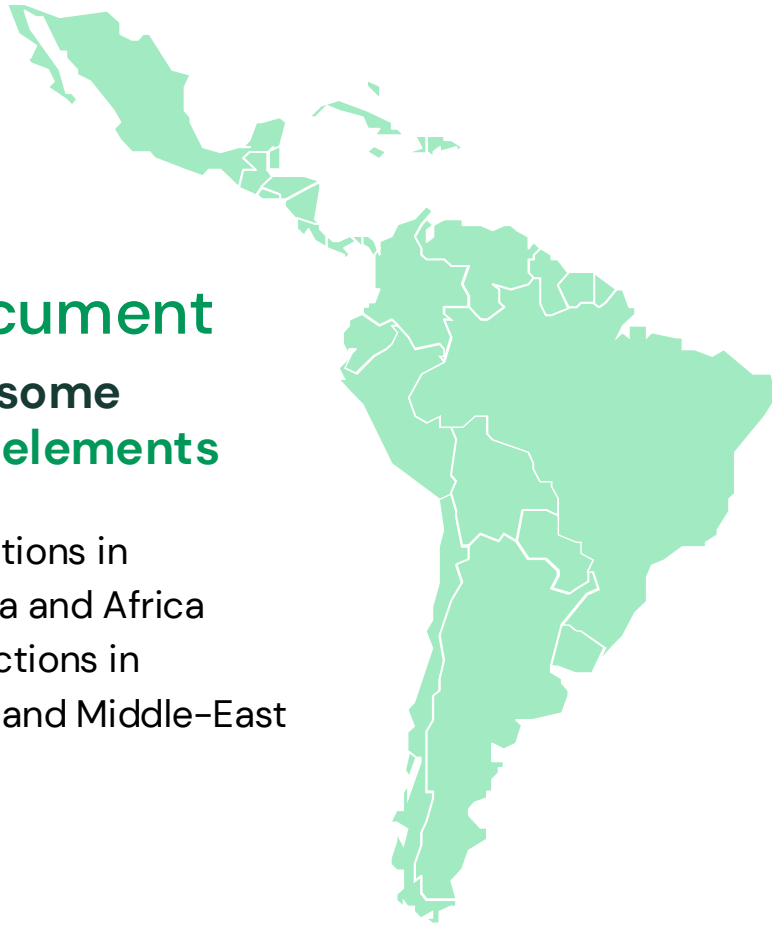 cument
some
elements
tions in
a and Africa
ctions in
and Middle-East